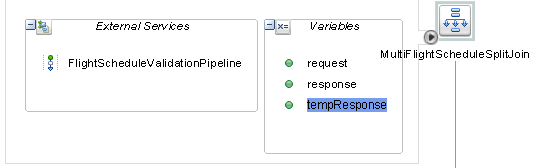 External Services
FlightScheduleValidationPipeline
Variables
request
response
tempResponse
MultiFlightScheduleSplitJoin